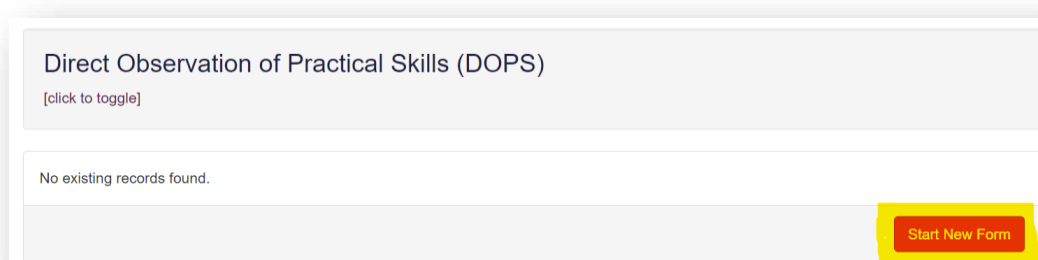 Direct Observation of Practical Skills (DOPS)
[click to toggle]
No existing records found.
Start New Form